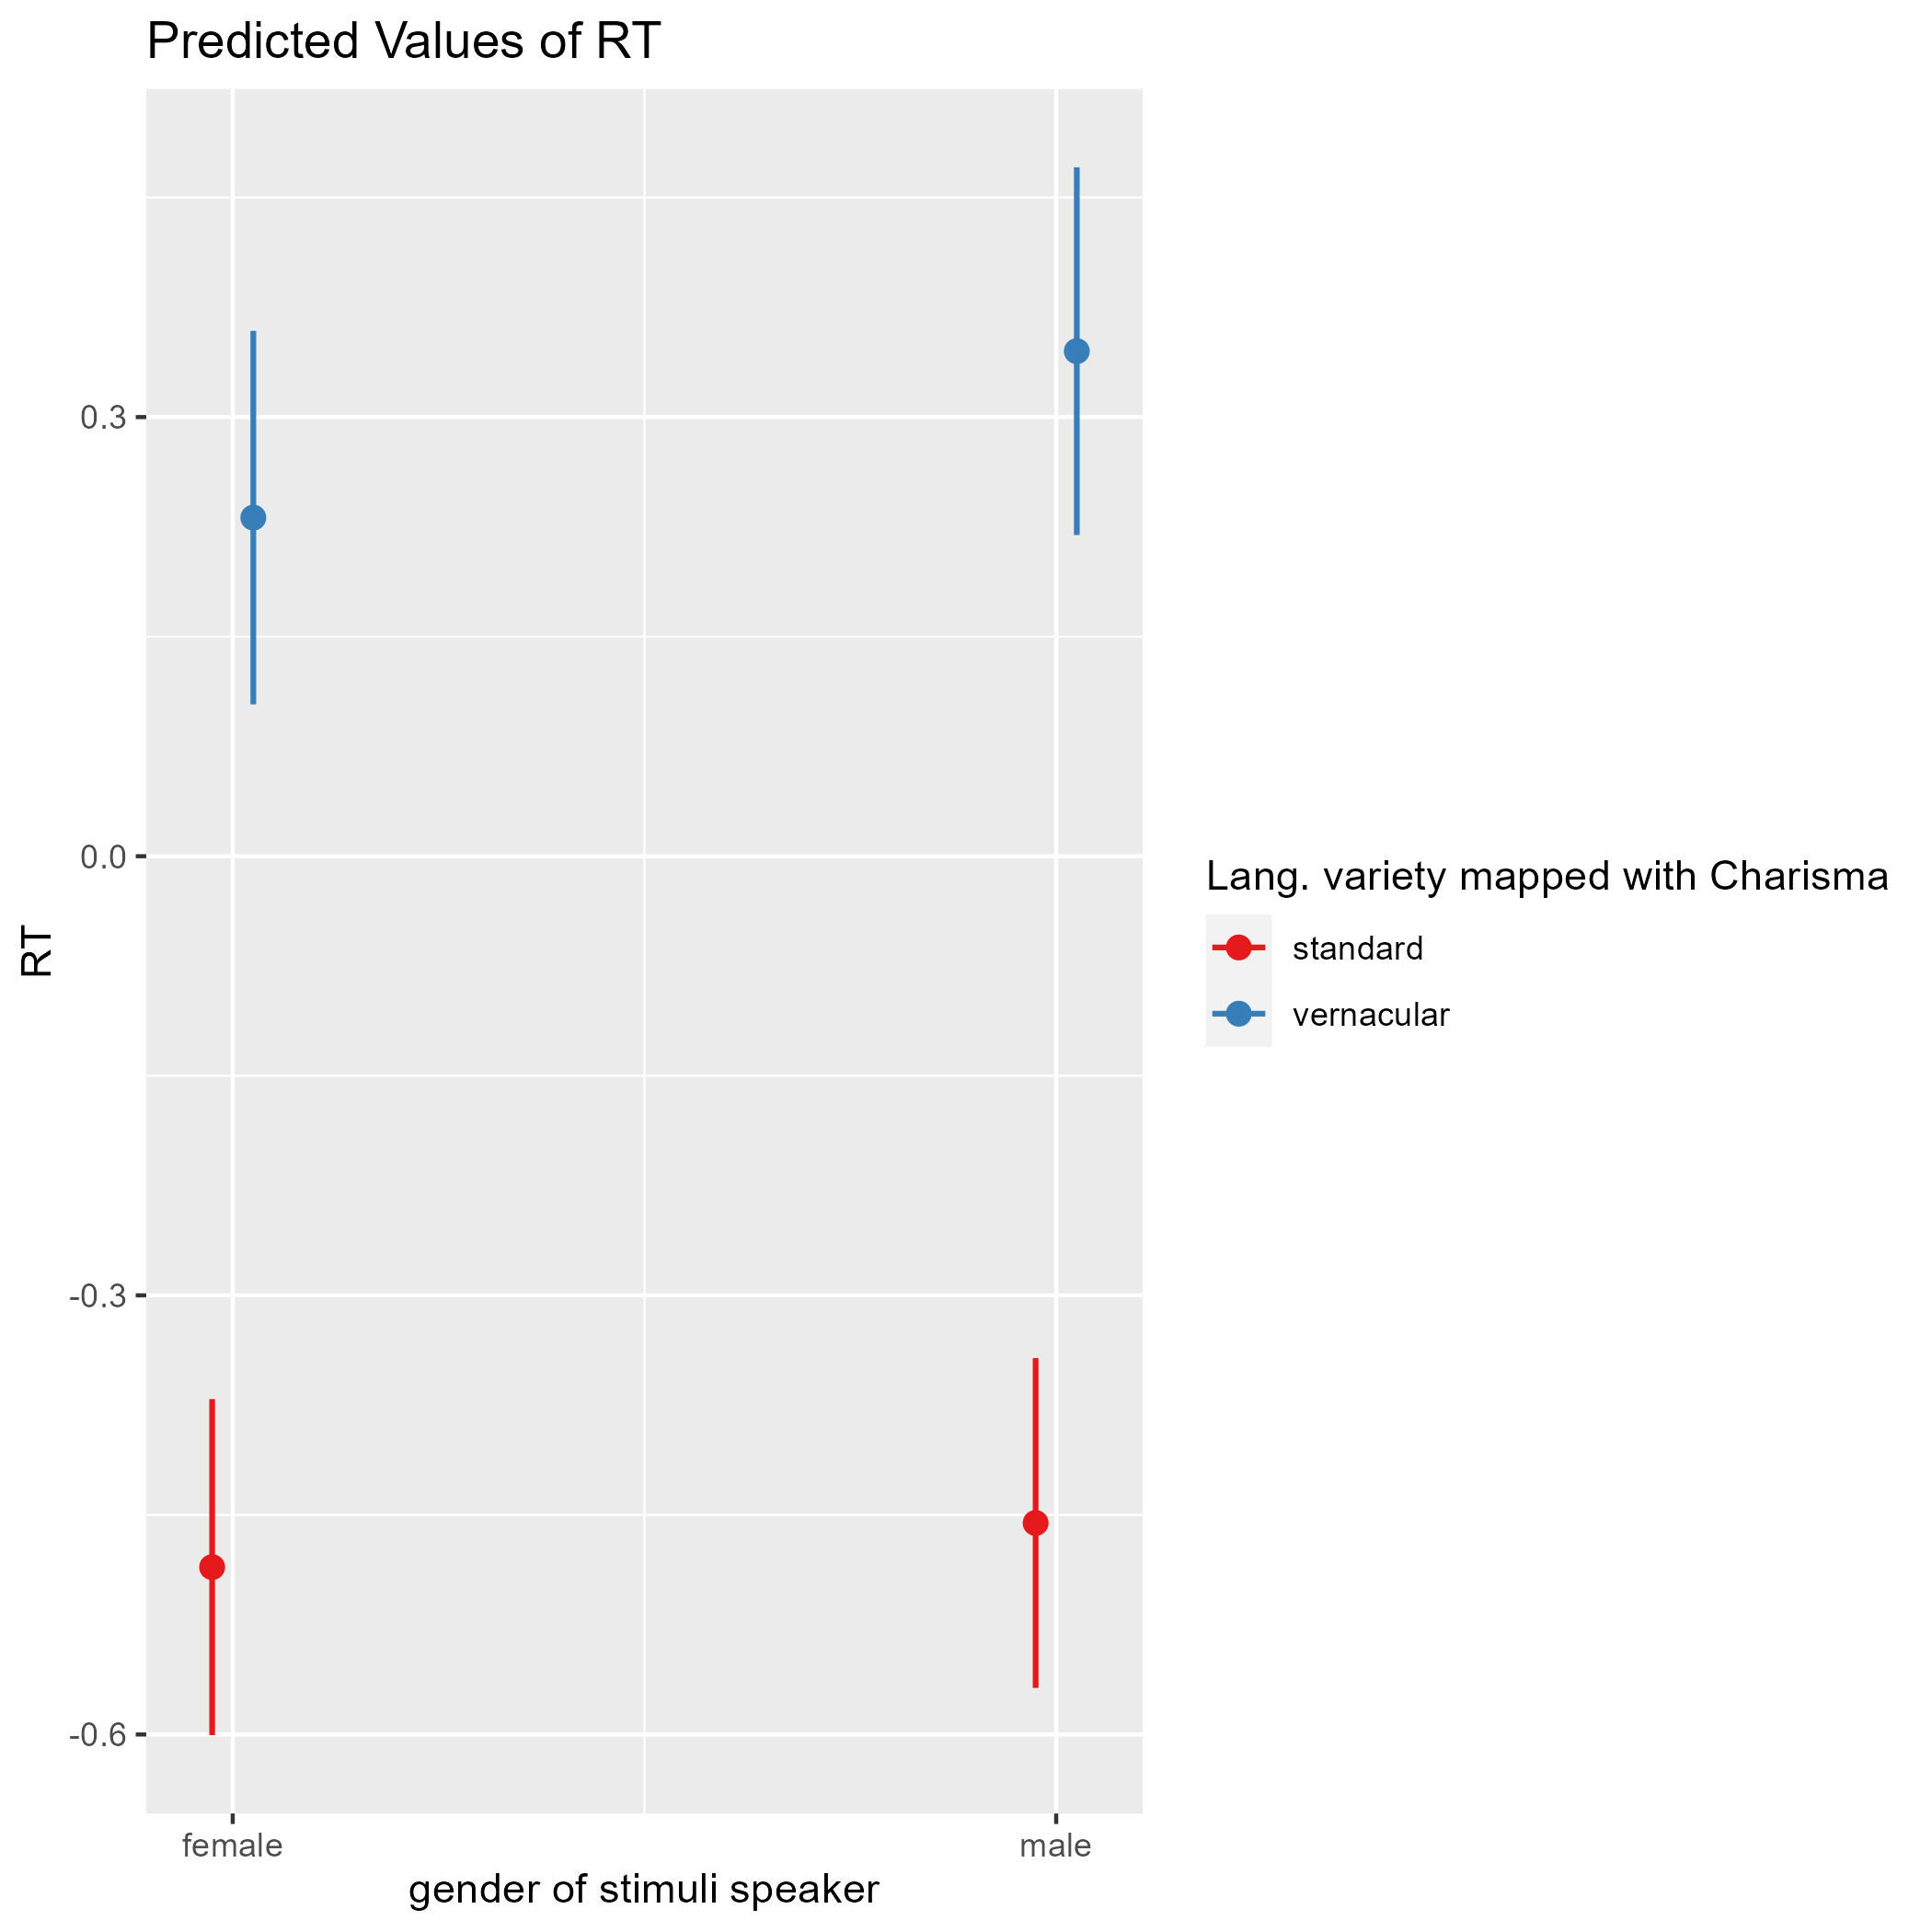 Predicted Values of RT
0.3
0.0
-0.3
-0.6
RT
female
male
gender of stimuli speaker
Lang. variety mapped with Charisma
standard
vernacular